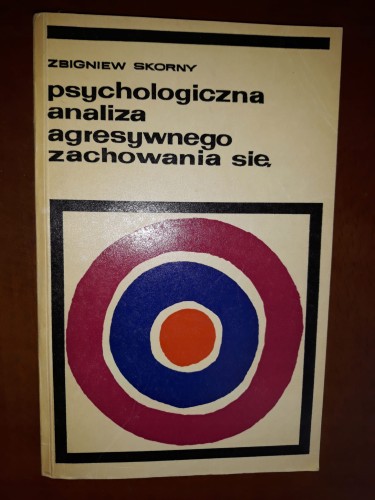 ZBIGNIEW SKORNY
psychologiczna
analiza
agresywnego
zachowania się